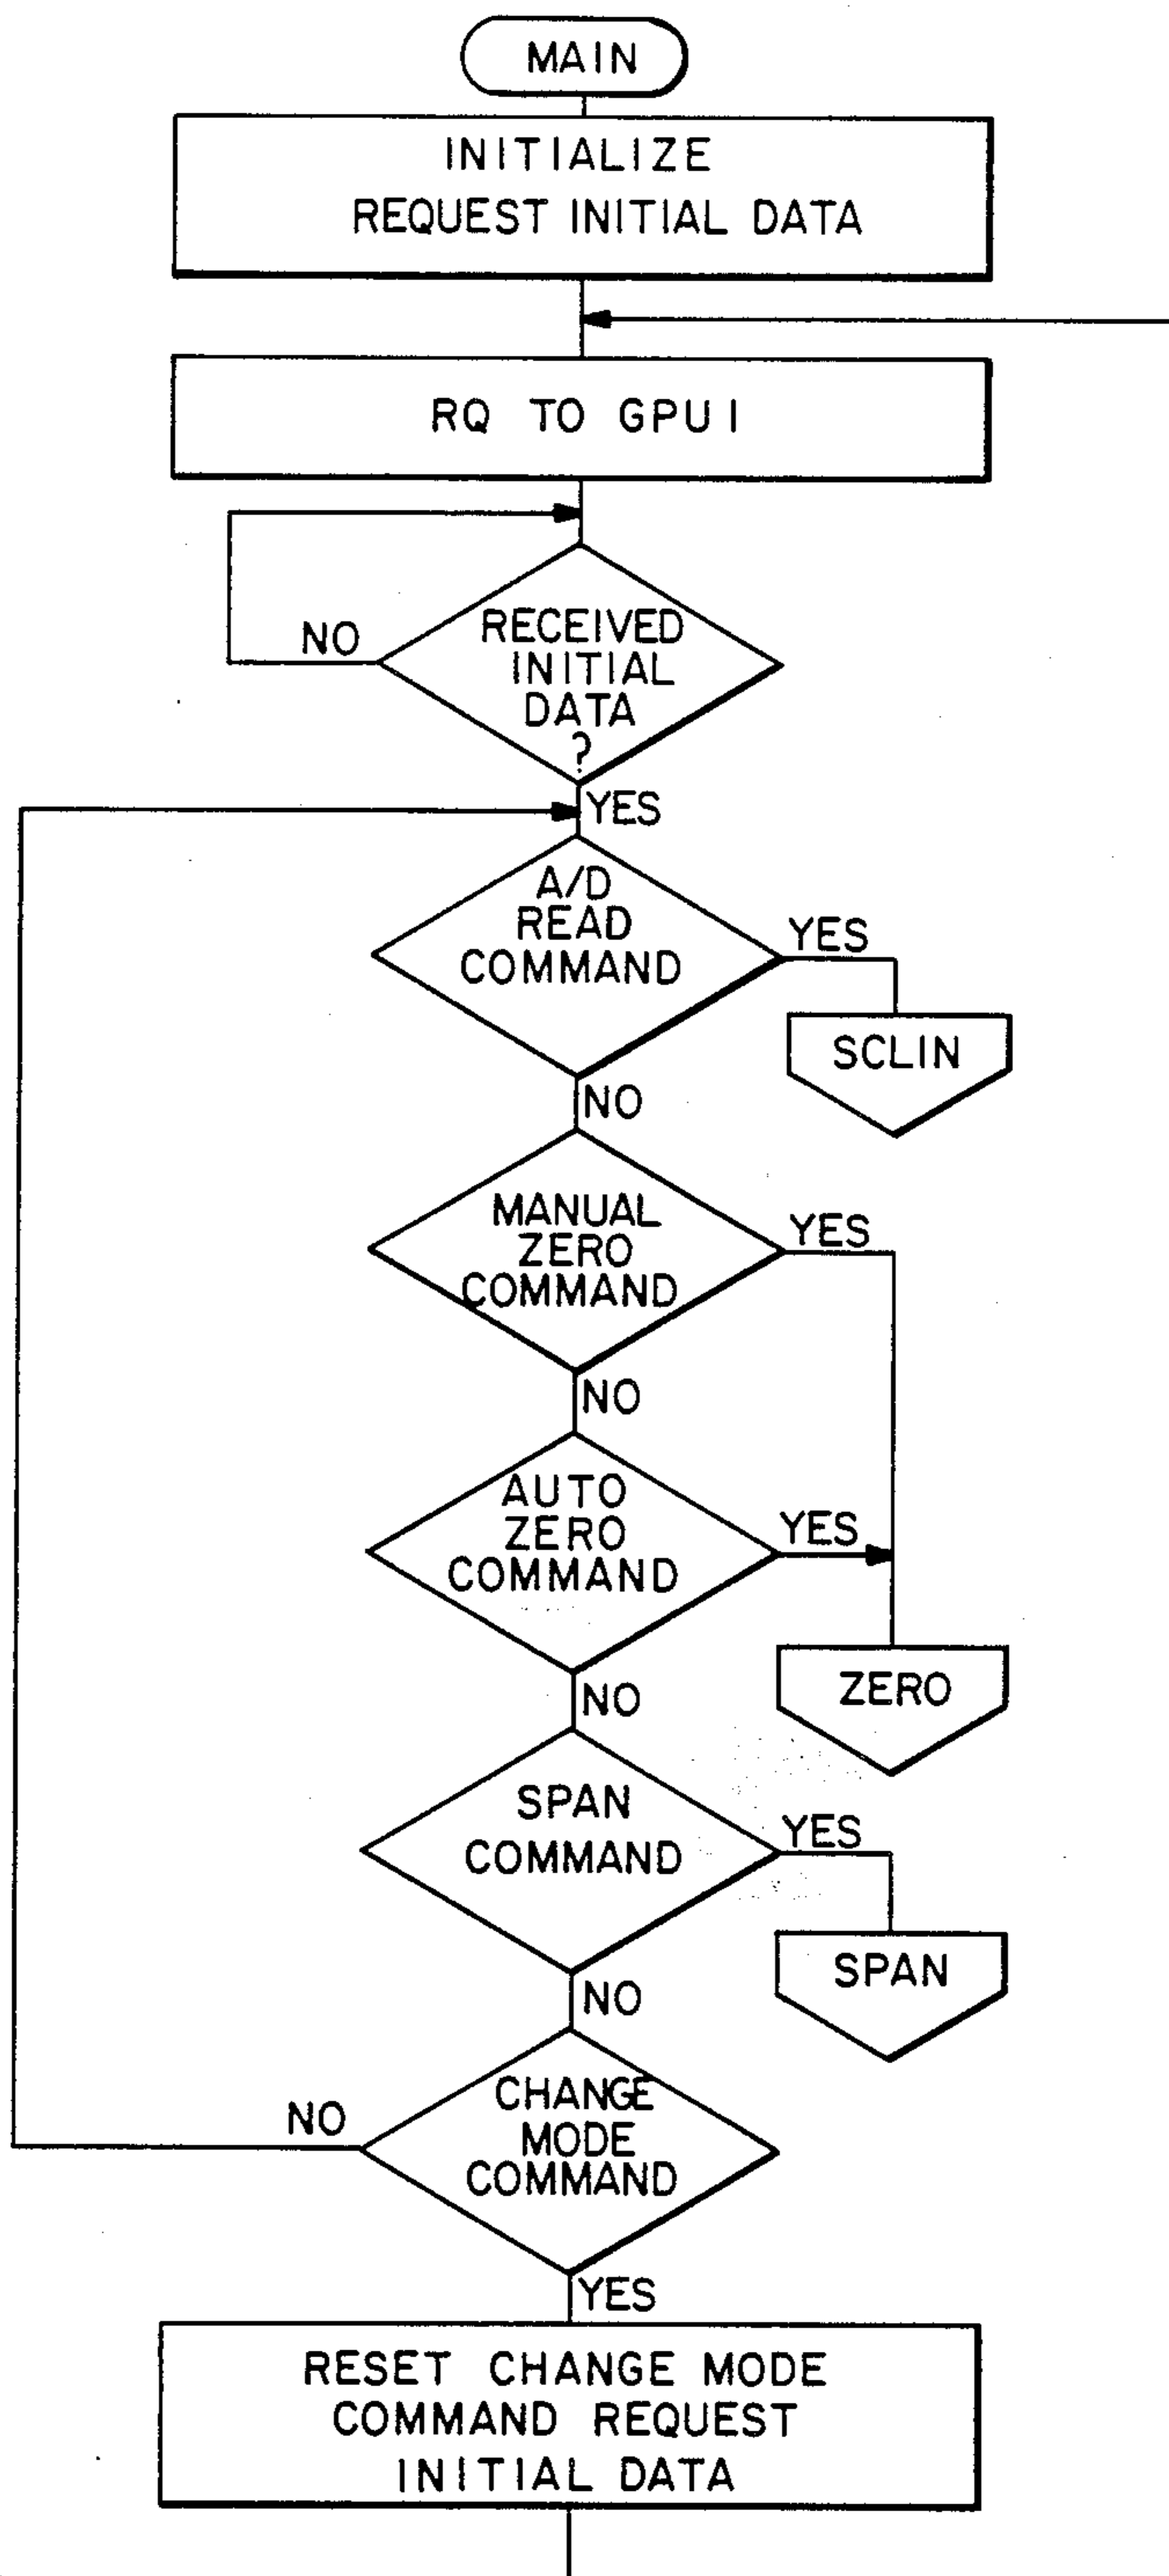 MAIN
INITIALIZE
REQUEST INITIAL DATA
RQ TO GPU I
NO
RECEIVED
INITIAL
DATA
?
YES
A/D
READ
COMMAND
YES
SCLIN
NO
MANUAL
ZERO
COMMAND
YES
NO
AUTO
ZERO
COMMAND
YES
ZERO
NO
SPAN
COMMAND
YES
SPAN
NO
CHANGE
MODE
COMMAND
NO
YES
RESET CHANGE MODE
COMMAND REQUEST
INITIAL DATA